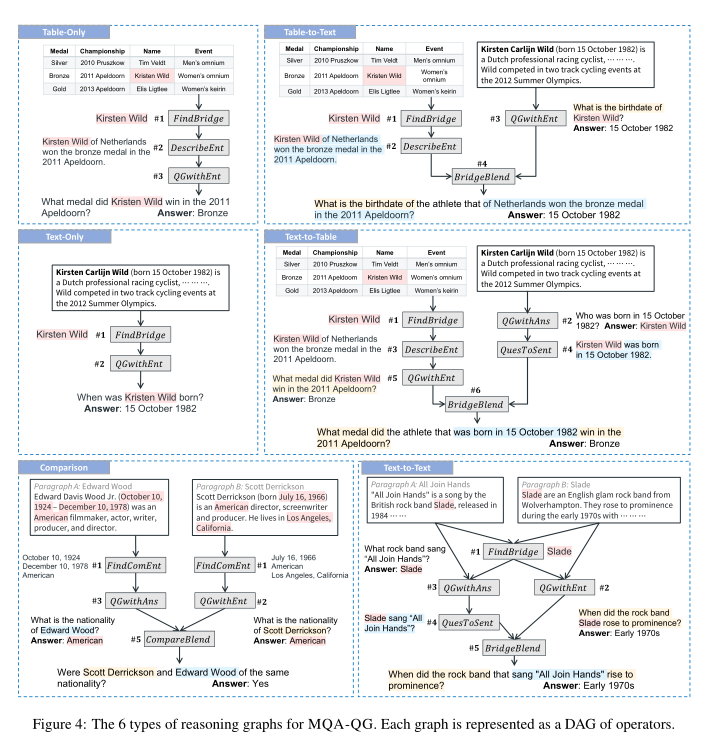 Table-Only
Medal Championship Name Event
Silver 2010 Pruszkow Tim Veldt Men's omnium
Bronze 2011 Apeldoorn Kristen Wild Women's omnium
Gold 2013 Apeldoorn Elis Ligtlee Women's keirin
Kirsten Wild #1 FindBridge
Kirsten Wild of Netherlands
won the bronze medal in the
2011 Apeldoorn.
#2 DescribeEnt
#3 QGwithEnt
What medal did Kirsten Wild win in the 2011
Apeldoorn? Answer: Bronze
Table-to-Text
Medal Championship Name Event
Silver 2010 Pruszkow Tim Veldt Men's omnium
Bronze 2011 Apeldoorn Kirsten Wild Women's
omnium
Gold 2013 Apeldoorn Elis Ligtlee Women's keirin
Kirsten Carlijn Wild (born 15 October 1982) is
a Dutch professional racing cyclist, ··· ··· ···.
Wild competed in two track cycling events at
the 2012 Summer Olympics.
Kirsten Wild #1 FindBridge
Kirsten Wild of Netherlands
won the bronze medal in the
2011 Apeldoorn.
#2 DescribeEnt
#3 QGwithEnt
What is the birthdate of
Kirsten Wild?
Answer: 15 October 1982
#4
BridgeBlend
What is the birthdate of the athlete that of Netherlands won the bronze medal
in the 2011 Apeldoorn? Answer: 15 October 1982
Text-Only
Kirsten Carlijn Wild (born 15 October 1982) is
a Dutch professional racing cyclist, ··· ··· ···.
Wild competed in two track cycling events at
the 2012 Summer Olympics.
Kirsten Wild #1 FindBridge
#2 QGwithEnt
When was Kirsten Wild born?
Answer: 15 October 1982
Text-to-Table
Medal Championship Name Event
Silver 2010 Pruszkow Tim Veldt Men's omnium
Bronze 2011 Apeldoorn Kirsten Wild Women's omnium
Gold 2013 Apeldoorn Elis Ligtlee Women's keirin
Kirsten Carlijn Wild (born 15 October 1982) is
a Dutch professional racing cyclist, ··· ··· ···.
Wild competed in two track cycling events at
the 2012 Summer Olympics.
Kirsten Wild #1 FindBridge
Kirsten Wild of Netherlands
won the bronze medal in the
2011 Apeldoorn.
#3 DescribeEnt
What medal did Kirsten Wild
win in the 2011 Apeldoorn?
Answer: Bronze
#5 QGwithEnt
QGwithAns #2
Who was born in 15 October
1982? Answer: Kirsten Wild
QuesToSent #4
Kirsten Wild was born
in 15 October 1982.
#6
BridgeBlend
What medal did the athlete that was born in 15 October 1982 win in the
2011 Apeldoorn? Answer: Bronze
Comparison
Paragraph A: Edward Wood
Edward Davis Wood Jr. (October 10,
1924 – December 10, 1978) was an
American filmmaker, actor, writer,
producer, and director.
Paragraph B: Scott Derrickson
Scott Derrickson (born July 16, 1966)
is an American director, screenwriter
and producer. He lives in Los Angeles,
California.
October 10, 1924
December 10, 1978
American
#1 FindComEnt
FindComEnt #1
July 16, 1966
American
Los Angeles, California
#3 QGwithAns
QGwithEnt #2
What is the nationality
of Edward Wood?
Answer: American
What is the nationality
of Scott Derrickson?
Answer: American
#5 CompareBlend
Were Scott Derrickson and Edward Wood of the same
nationality? Answer: Yes
Text-to-Text
Paragraph A: All Join Hands
"All Join Hands" is a song by the
British rock band Slade, released in
1984 ··· ···
Paragraph B: Slade
Slade are an English glam rock band from
Wolverhampton. They rose to prominence
during the early 1970s with ··· ···
What rock band sang
“All Join Hands”?
Answer: Slade
#1 FindBridge Slade
#3 QGwithAns
QGwithEnt #2
Slade sang “All
Join Hands”?
#4 QuesToSent
When did the rock band
Slade rose to prominence?
Answer: Early 1970s
#5 BridgeBlend
When did the rock band that sang "All Join Hands" rise to
prominence? Answer: Early 1970s
Figure 4: The 6 types of reasoning graphs for MQA-QG. Each graph is represented as a DAG of operators.